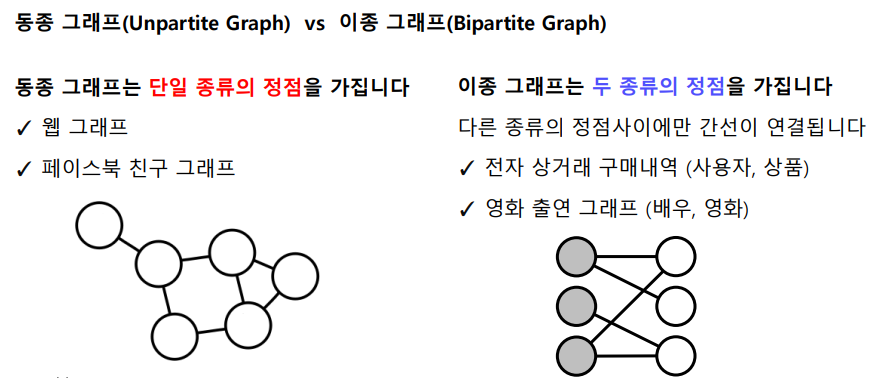 동종 그래프(Unpartite Graph) vs 이종 그래프(Bipartite Graph)
동종 그래프는 단일 종류의 정점을 가집니다
✓ 웹 그래프
✓ 페이스북 친구 그래프
이종 그래프는 두 종류의 정점을 가집니다
다른 종류의 정점사이에만 간선이 연결됩니다
✓ 전자 상거래 구매내역 (사용자, 상품)
✓ 영화 출연 그래프 (배우, 영화)